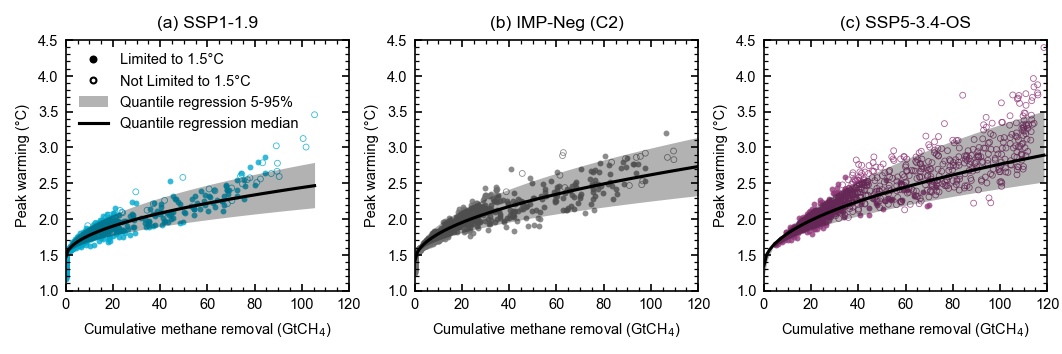 (a) SSP1-1.9
(b) IMP-Neg (C2)
(c) SSP5-3.4-OS
Limited to 1.5°C
Not Limited to 1.5°C
Quantile regression 5-95%
Quantile regression median
Peak warming (°C)
4.5
4.0
3.5
3.0
2.5
2.0
1.5
1.0
0 20 40 60 80 100 120
Cumulative methane removal (GtCH₄)
Peak warming (°C)
4.5
4.0
3.5
3.0
2.5
2.0
1.5
1.0
0 20 40 60 80 100 120
Cumulative methane removal (GtCH₄)
Peak warming (°C)
4.5
4.0
3.5
3.0
2.5
2.0
1.5
1.0
0 20 40 60 80 100 120
Cumulative methane removal (GtCH₄)